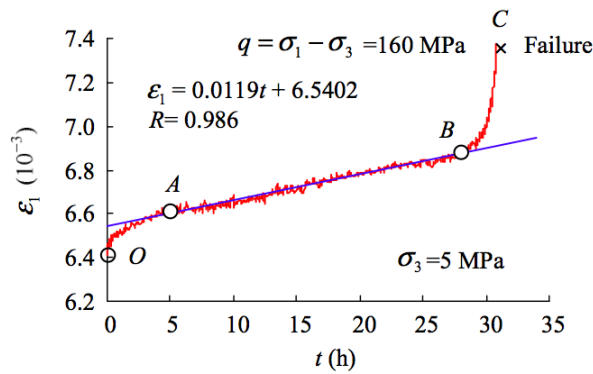 C
7.4
q = σ₁ − σ₃ =160 MPa
Failure
7.2
ε₁ = 0.0119t + 6.5402
R= 0.986
7.0
B
6.8
A
6.6
O
6.4
σ₃ =5 MPa
6.2
ε₁ (10⁻³)
0 5 10 15 20 25 30 35
t (h)